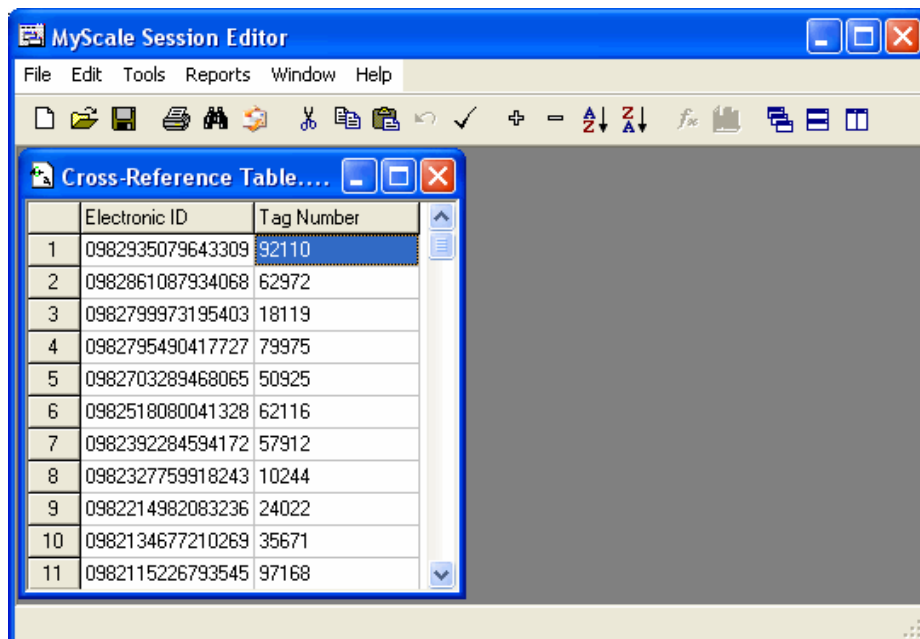 MyScale Session Editor
File Edit Tools Reports Window Help
Cross-Reference Table....
Electronic ID Tag Number
1 0982935079643309 92110
2 0982861087934068 62972
3 0982799973195403 18119
4 0982795490417727 79975
5 0982703289468065 50925
6 0982518080041328 62116
7 0982392284594172 57912
8 0982327759918243 10244
9 0982214982083236 24022
10 0982134677210269 35671
11 0982115226793545 97168